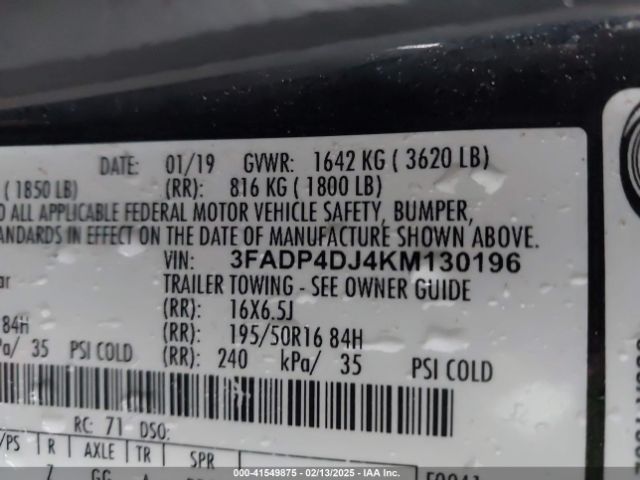 DATE: 01/19 GVWR: 1642 KG ( 3620 LB)
( 1850 LB) (RR): 816 KG ( 1800 LB)
O ALL APPLICABLE FEDERAL MOTOR VEHICLE SAFETY, BUMPER,
TANDARDS IN EFFECT ON THE DATE OF MANUFACTURE SHOWN ABOVE.
VIN: 3FADP4DJ4KM130196
ar TRAILER TOWING - SEE OWNER GUIDE
(RR): 16X6.5J
84H (RR): 195/50R16 84H
Pa/ 35 PSI COLD (RR): 240 kPa/ 35 PSI COLD
RC: 71 DSO:
/PS R AXLE TR SPR
7 GG
000-41549875 - 02/13/2025 - IAA, Inc.